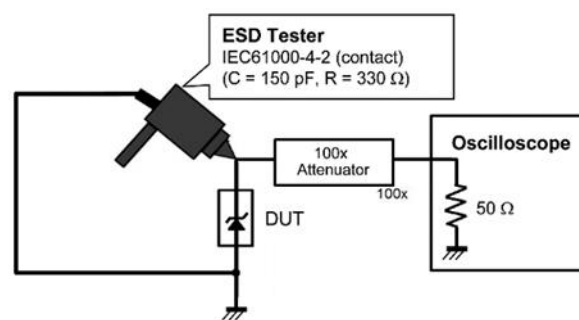 ESD Tester
IEC61000-4-2 (contact)
(C = 150 pF, R = 330 Ω)
100x
Attenuator
100x
Oscilloscope
50 Ω
DUT